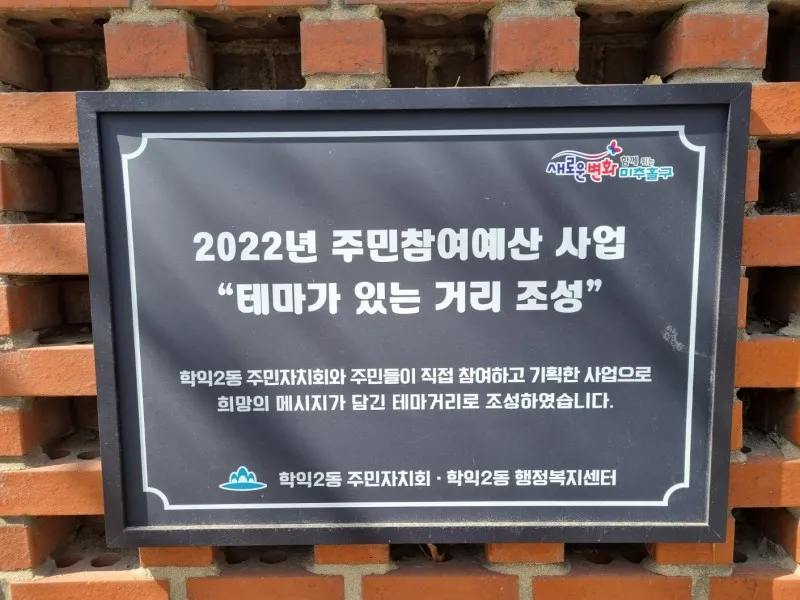 새로운변화 함께 뛰는 미추홀구
2022년 주민참여예산 사업
“테마가 있는 거리 조성”
학익2동 주민자치회와 주민들이 직접 참여하고 기획한 사업으로
희망의 메시지가 담긴 테마거리로 조성하였습니다.
학익2동 주민자치회 · 학익2동 행정복지센터